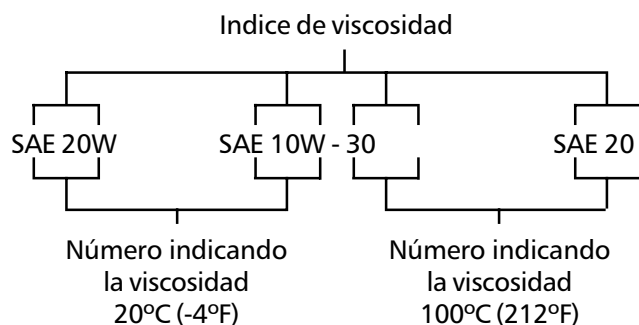 Indice de viscosidad
SAE 20W SAE 10W - 30 SAE 20
Número indicando
la viscosidad
20ºC (-4ºF)
Número indicando
la viscosidad
100ºC (212ºF)